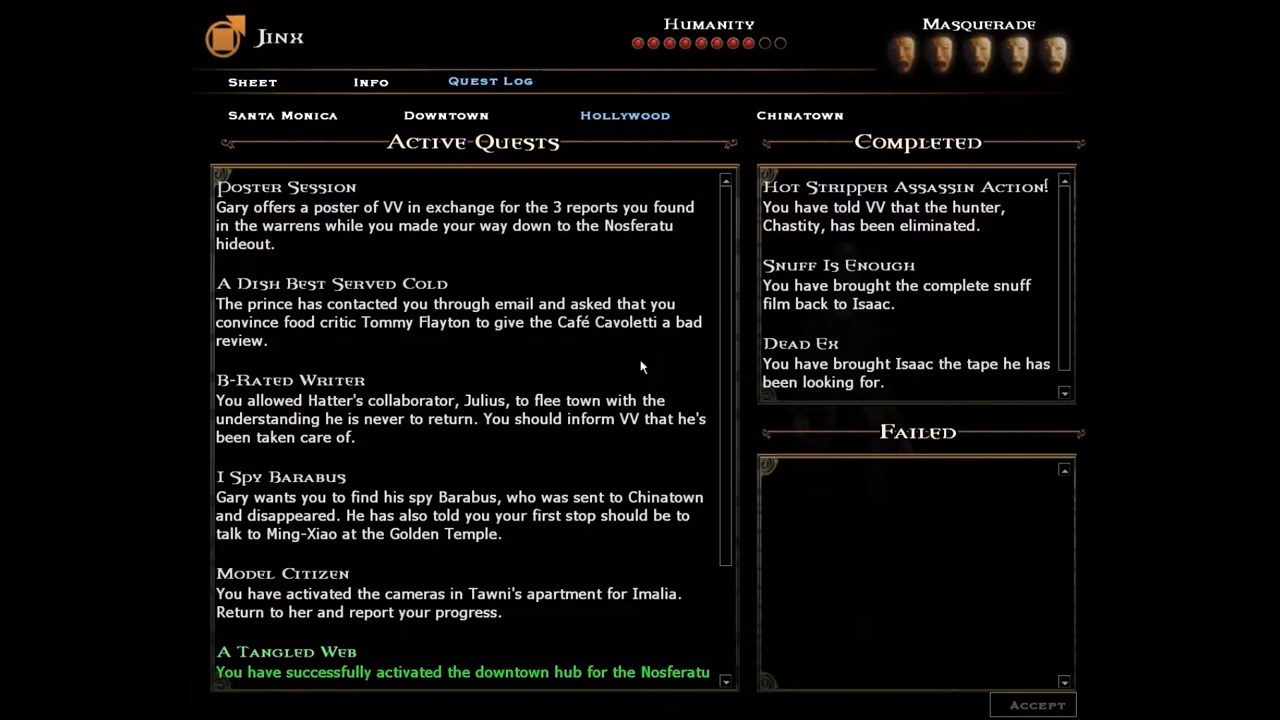 Jinx
Humanity
Masquerade
Sheet
Info
Quest Log
Santa Monica
Downtown
Hollywood
Chinatown
Active Quests
Poster Session
Gary offers a poster of VV in exchange for the 3 reports you found
in the warrens while you made your way down to the Nosferatu
hideout.
A Dish Best Served Cold
The prince has contacted you through email and asked that you
convince food critic Tommy Flayton to give the Café Cavoletti a bad
review.
B-Rated Writer
You allowed Hatter's collaborator, Julius, to flee town with the
understanding he is never to return. You should inform VV that he's
been taken care of.
I Spy Barabus
Gary wants you to find his spy Barabus, who was sent to Chinatown
and disappeared. He has also told you your first stop should be to
talk to Ming-Xiao at the Golden Temple.
Model Citizen
You have activated the cameras in Tawni's apartment for Imalia.
Return to her and report your progress.
A Tangled Web
You have successfully activated the downtown hub for the Nosferatu
Completed
Hot Stripper Assassin Action!
You have told VV that the hunter,
Chastity, has been eliminated.
Snuff Is Enough
You have brought the complete snuff
film back to Isaac.
Dead Ex
You have brought Isaac the tape he has
been looking for.
Failed
Accept